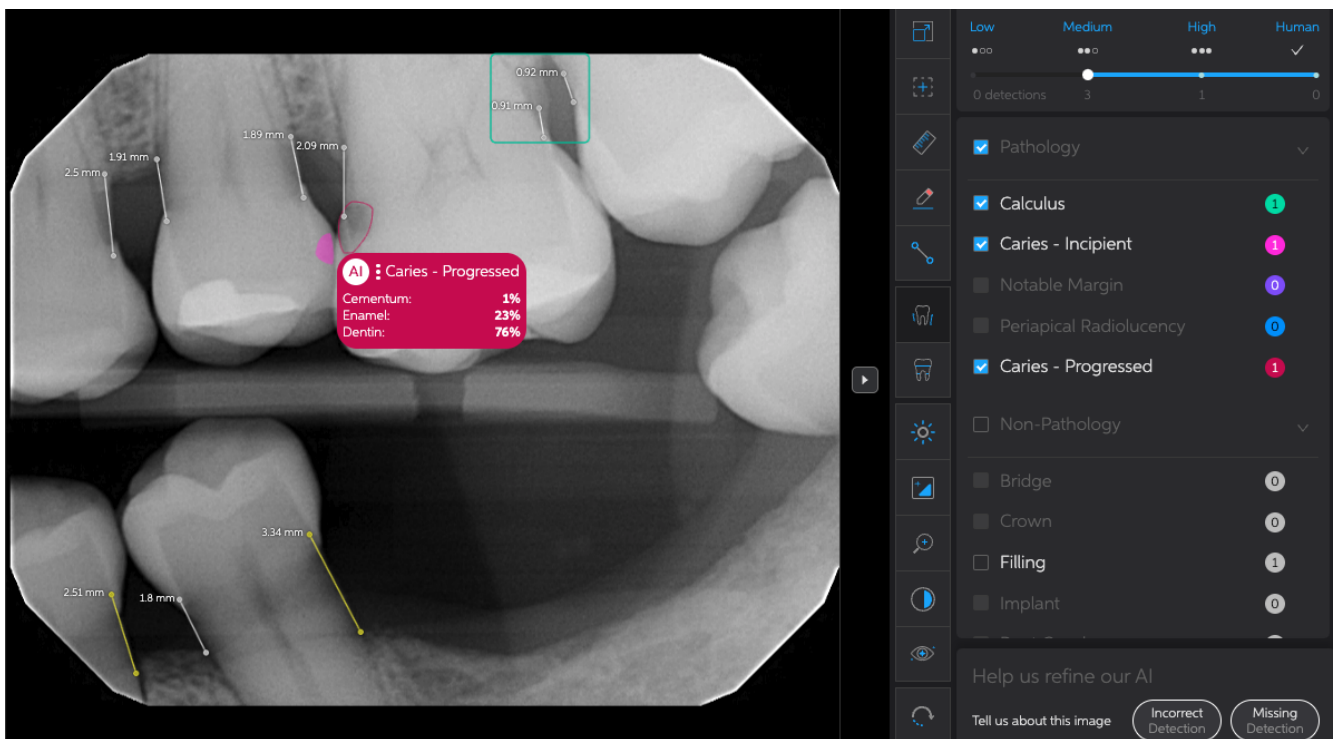 Low Medium High Human
0 detections 3 1 0
0.92 mm
0.91 mm
1.89 mm
2.09 mm
1.91 mm
2.5 mm
AI Caries - Progressed
Cementum: 1%
Enamel: 23%
Dentin: 76%
3.34 mm
2.51 mm
1.8 mm
Pathology
Calculus 1
Caries - Incipient 1
Notable Margin 0
Periapical Radiolucency 0
Caries - Progressed 1
Non-Pathology
Bridge 0
Crown 0
Filling 1
Implant 0
Help us refine our AI
Tell us about this image
Incorrect
Detection
Missing
Detection